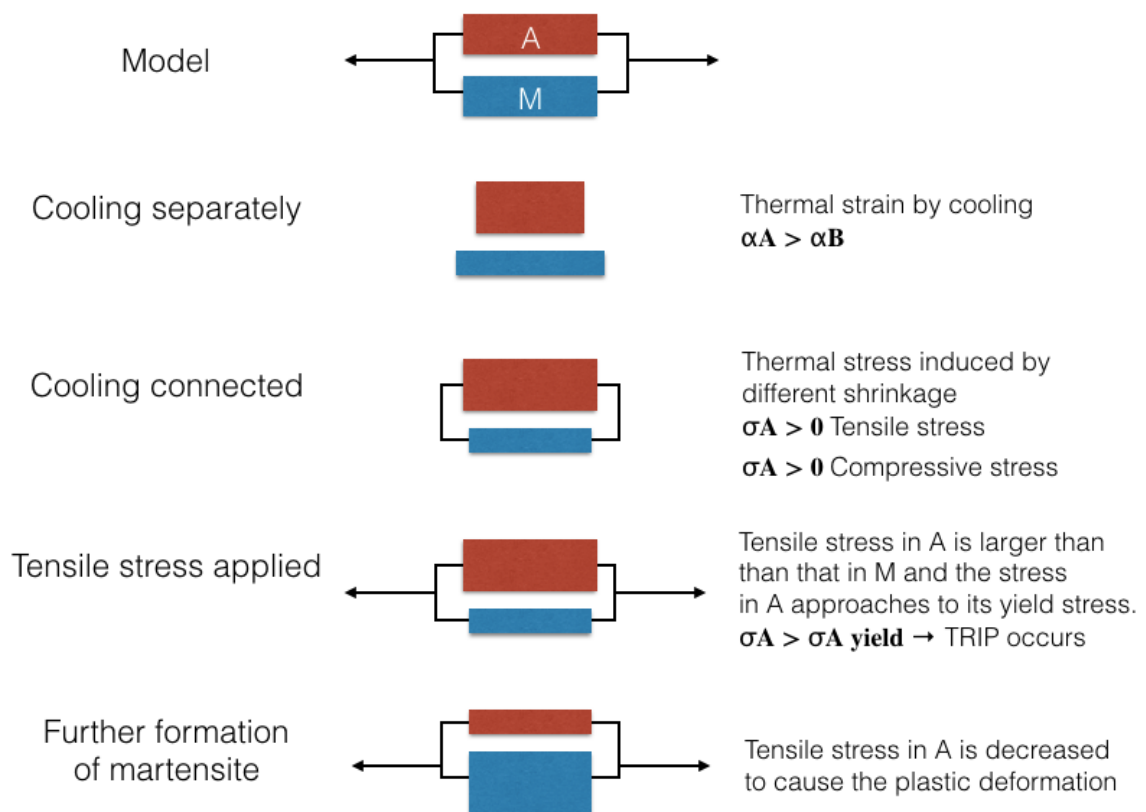 Model
A
M
Cooling separately
Thermal strain by cooling
αA > αB
Cooling connected
Thermal stress induced by
different shrinkage
σA > 0 Tensile stress
σA > 0 Compressive stress
Tensile stress applied
Tensile stress in A is larger than
than that in M and the stress
in A approaches to its yield stress.
σA > σA yield → TRIP occurs
Further formation
of martensite
Tensile stress in A is decreased
to cause the plastic deformation